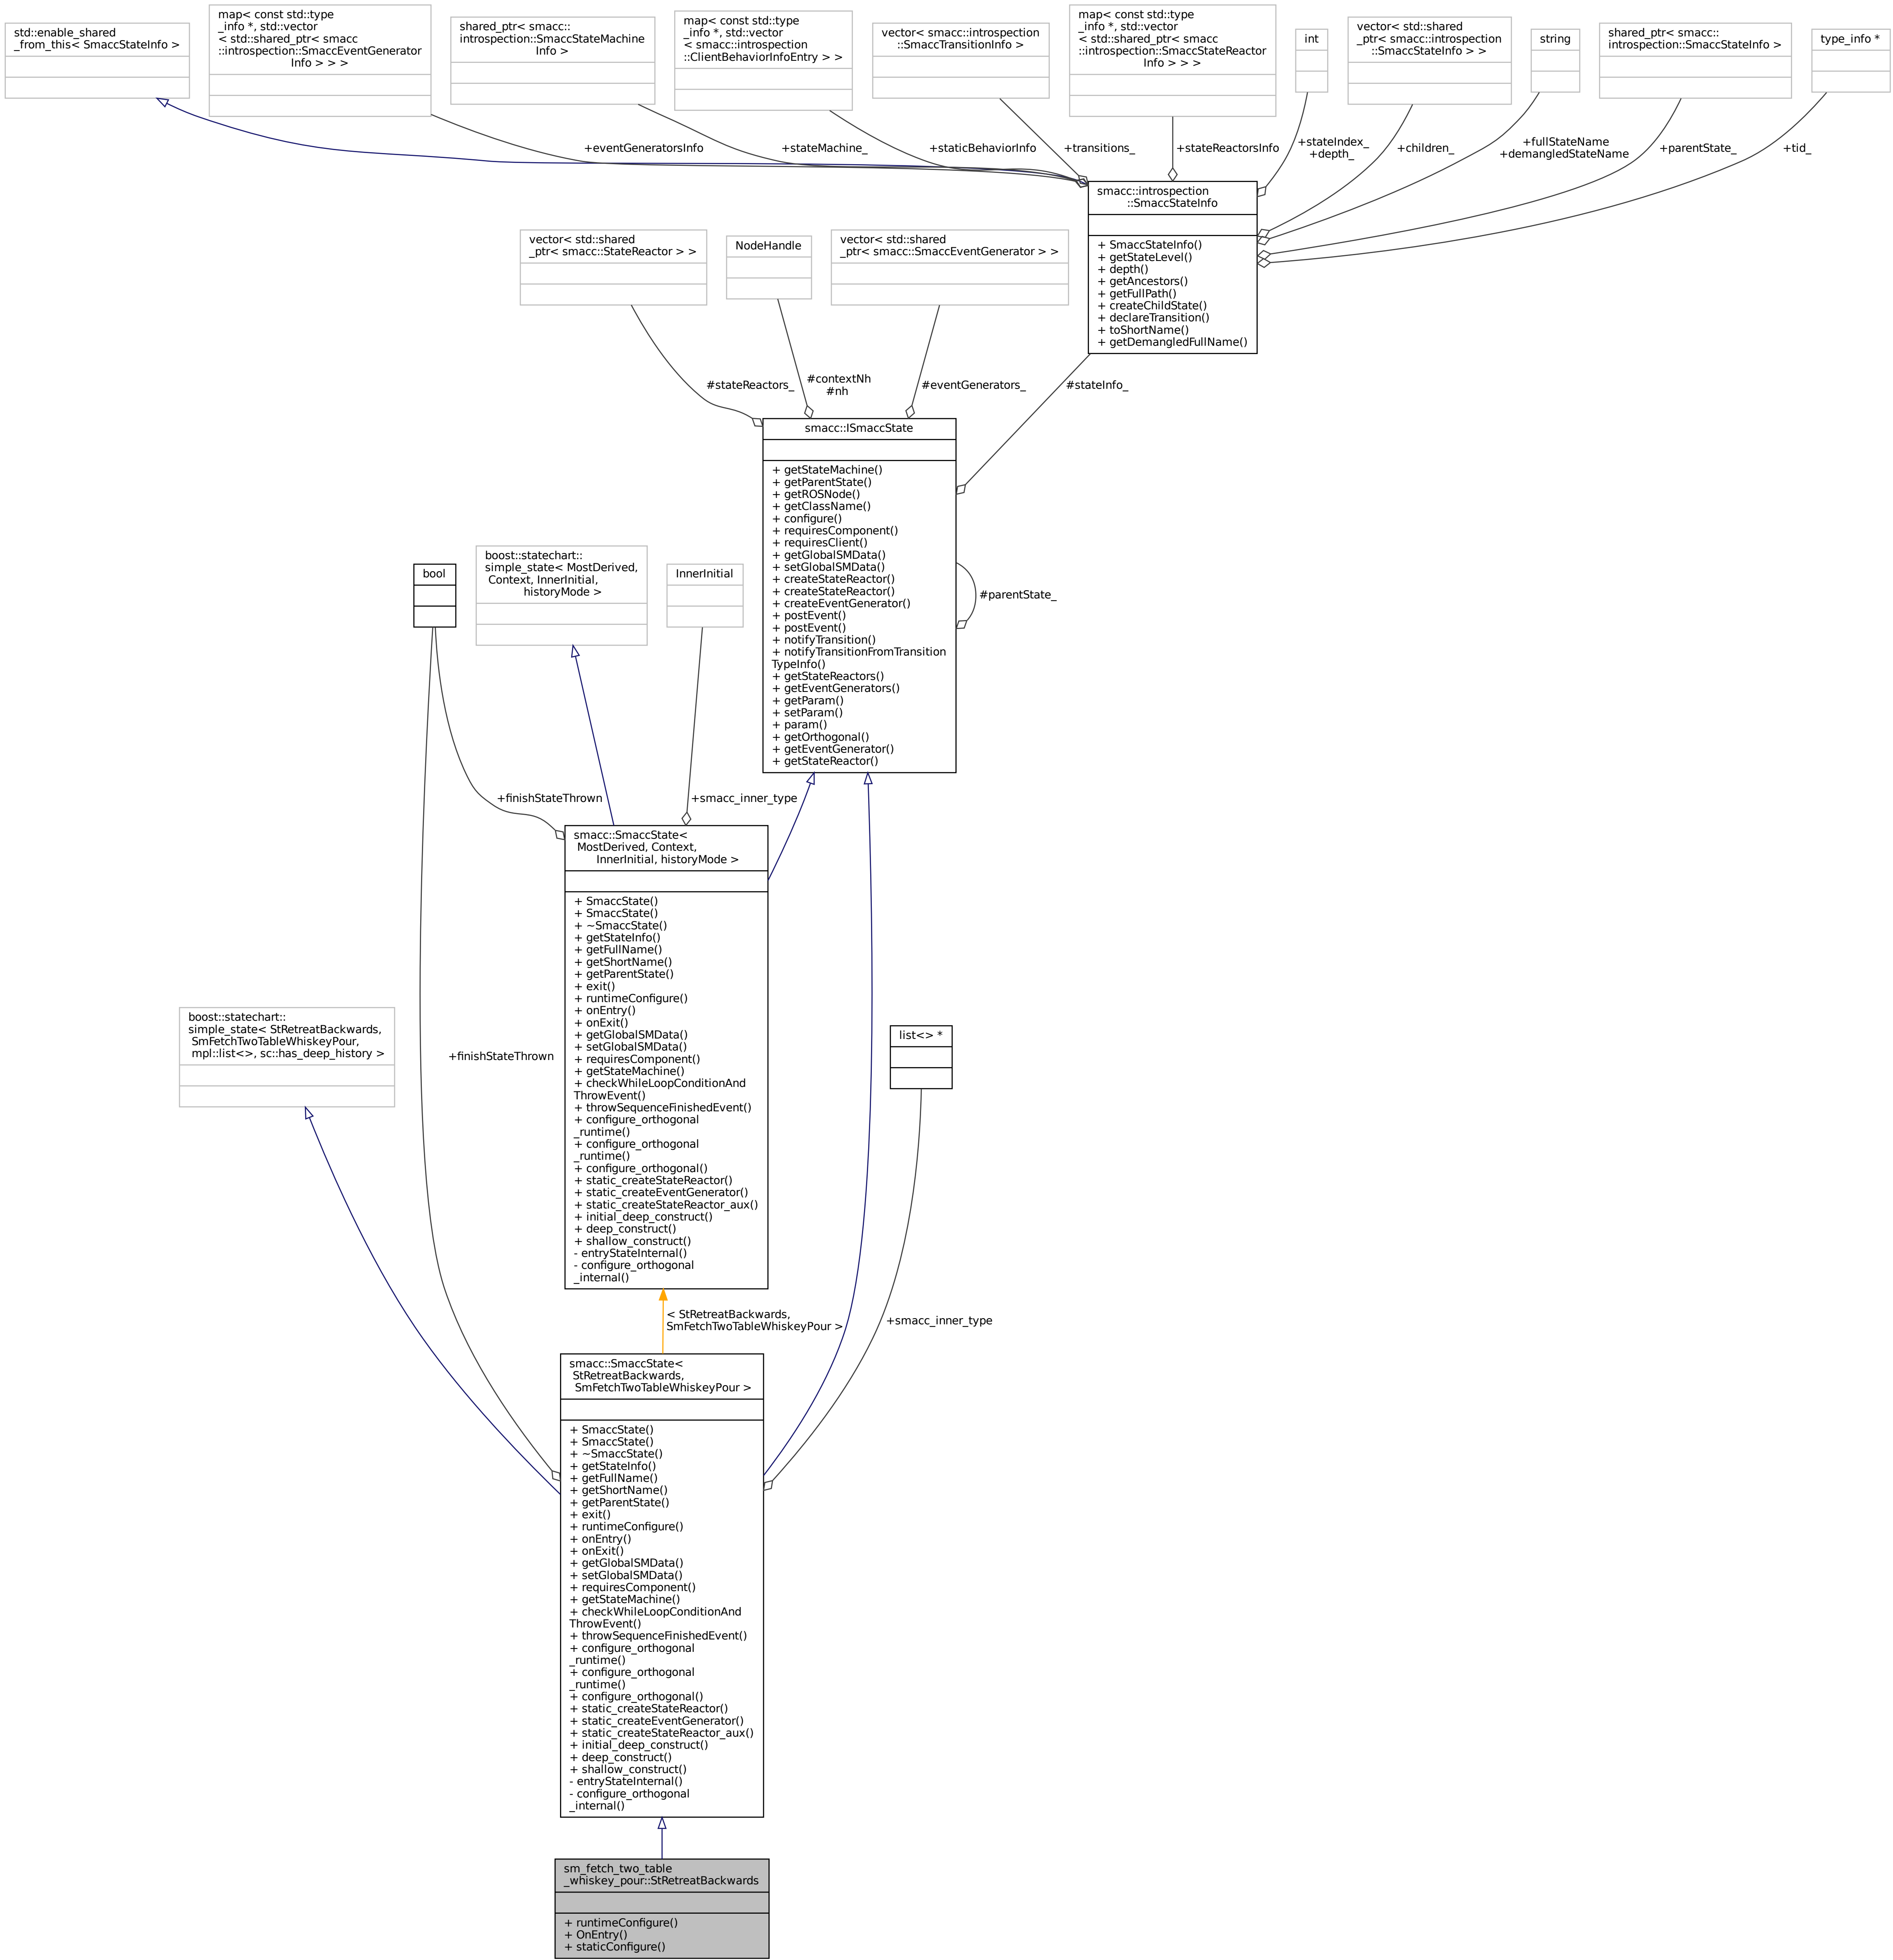 std::enable_shared
_from_this< SmaccStateInfo >
map< const std::type
_info *, std::vector
< std::shared_ptr< smacc
::introspection::SmaccEventGenerator
Info > > >
shared_ptr< smacc::
introspection::SmaccStateMachine
Info >
map< const std::type
_info *, std::vector
< smacc::introspection
::ClientBehaviorInfoEntry > >
vector< smacc::introspection
::SmaccTransitionInfo >
map< const std::type
_info *, std::vector
< std::shared_ptr< smacc
::introspection::SmaccStateReactor
Info > > >
int
vector< std::shared
_ptr< smacc::introspection
::SmaccStateInfo > >
string
shared_ptr< smacc::
introspection::SmaccStateInfo >
type_info *
+eventGeneratorsInfo
+stateMachine_
+staticBehaviorInfo
+transitions_
+stateReactorsInfo
+stateIndex_
+depth_
+children_
+fullStateName
+demangledStateName
+parentState_
+tid_
smacc::introspection
::SmaccStateInfo
+ SmaccStateInfo()
+ getStateLevel()
+ depth()
+ getAncestors()
+ getFullPath()
+ createChildState()
+ declareTransition()
+ toShortName()
+ getDemangledFullName()
vector< std::shared
_ptr< smacc::StateReactor > >
NodeHandle
vector< std::shared
_ptr< smacc::SmaccEventGenerator > >
#stateReactors_
#contextNh
#nh
#eventGenerators_
#stateInfo_
smacc::ISmaccState
+ getStateMachine()
+ getParentState()
+ getROSNode()
+ getClassName()
+ configure()
+ requiresComponent()
+ requiresClient()
+ getGlobalSMData()
+ setGlobalSMData()
+ createStateReactor()
+ createStateReactor()
+ createEventGenerator()
+ postEvent()
+ postEvent()
+ notifyTransition()
+ notifyTransitionFromTransition
TypeInfo()
+ getStateReactors()
+ getEventGenerators()
+ getParam()
+ setParam()
+ param()
+ getOrthogonal()
+ getEventGenerator()
+ getStateReactor()
#parentState_
bool
boost::statechart::
simple_state< MostDerived,
Context, InnerInitial,
historyMode >
InnerInitial
+finishStateThrown
+smacc_inner_type
smacc::SmaccState<
MostDerived, Context,
InnerInitial, historyMode >
+ SmaccState()
+ SmaccState()
+ ~SmaccState()
+ getStateInfo()
+ getFullName()
+ getShortName()
+ getParentState()
+ exit()
+ runtimeConfigure()
+ onEntry()
+ onExit()
+ getGlobalSMData()
+ setGlobalSMData()
+ requiresComponent()
+ getStateMachine()
+ checkWhileLoopConditionAnd
ThrowEvent()
+ throwSequenceFinishedEvent()
+ configure_orthogonal
_runtime()
+ configure_orthogonal
_runtime()
+ configure_orthogonal()
+ static_createStateReactor()
+ static_createEventGenerator()
+ static_createStateReactor_aux()
+ initial_deep_construct()
+ deep_construct()
+ shallow_construct()
- entryStateInternal()
- configure_orthogonal
_internal()
boost::statechart::
simple_state< StRetreatBackwards,
SmFetchTwoTableWhiskeyPour,
mpl::list<>, sc::has_deep_history >
+finishStateThrown
list<> *
< StRetreatBackwards,
SmFetchTwoTableWhiskeyPour >
+smacc_inner_type
smacc::SmaccState<
StRetreatBackwards,
SmFetchTwoTableWhiskeyPour >
+ SmaccState()
+ SmaccState()
+ ~SmaccState()
+ getStateInfo()
+ getFullName()
+ getShortName()
+ getParentState()
+ exit()
+ runtimeConfigure()
+ onEntry()
+ onExit()
+ getGlobalSMData()
+ setGlobalSMData()
+ requiresComponent()
+ getStateMachine()
+ checkWhileLoopConditionAnd
ThrowEvent()
+ throwSequenceFinishedEvent()
+ configure_orthogonal
_runtime()
+ configure_orthogonal
_runtime()
+ configure_orthogonal()
+ static_createStateReactor()
+ static_createEventGenerator()
+ static_createStateReactor_aux()
+ initial_deep_construct()
+ deep_construct()
+ shallow_construct()
- entryStateInternal()
- configure_orthogonal
_internal()
sm_fetch_two_table
_whiskey_pour::StRetreatBackwards
+ runtimeConfigure()
+ OnEntry()
+ staticConfigure()